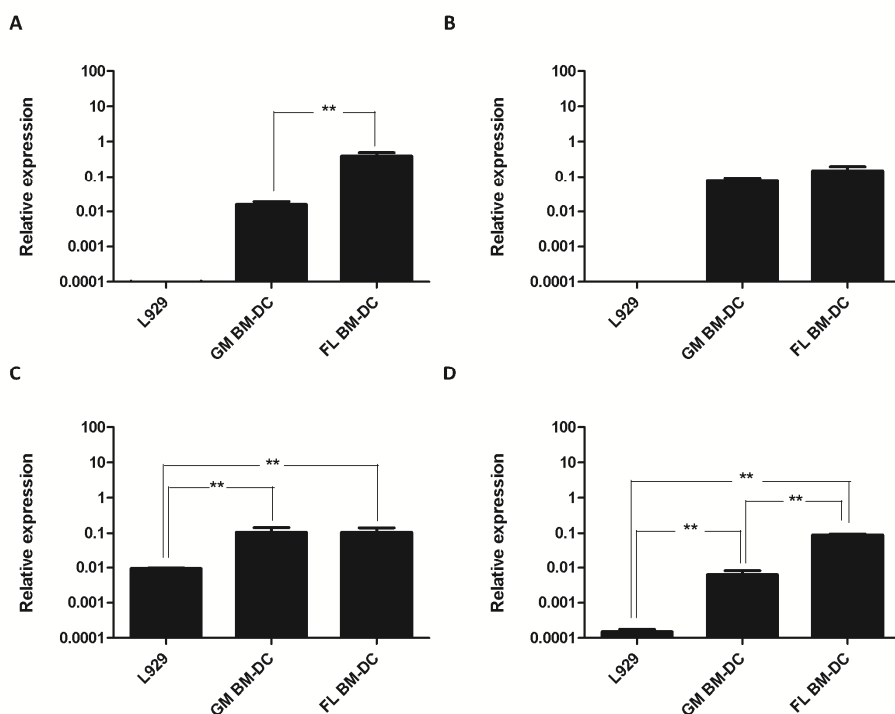 A
Relative expression
100
10
1
0.1
0.01
0.001
0.0001
**
L929
GM BM-DC
FL BM-DC
B
Relative expression
100
10
1
0.1
0.01
0.001
0.0001
L929
GM BM-DC
FL BM-DC
C
Relative expression
100
10
1
0.1
0.01
0.001
0.0001
**
**
L929
GM BM-DC
FL BM-DC
D
Relative expression
100
10
1
0.1
0.01
0.001
0.0001
**
**
**
L929
GM BM-DC
FL BM-DC